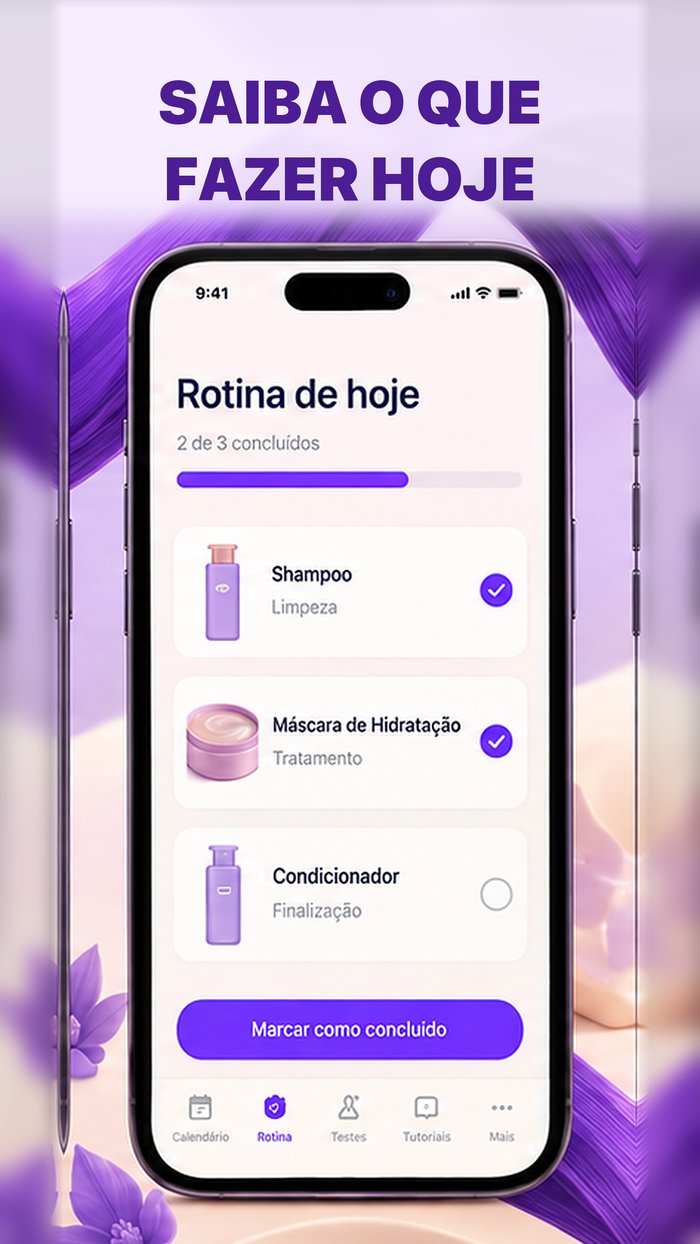 SAIBA O QUE
FAZER HOJE
9:41
Rotina de hoje
2 de 3 concluídos
Shampoo
Limpeza
Máscara de Hidratação
Tratamento
Condicionador
Finalização
Marcar como concluído
Calendário
Rotina
Testes
Tutoriais
Mais